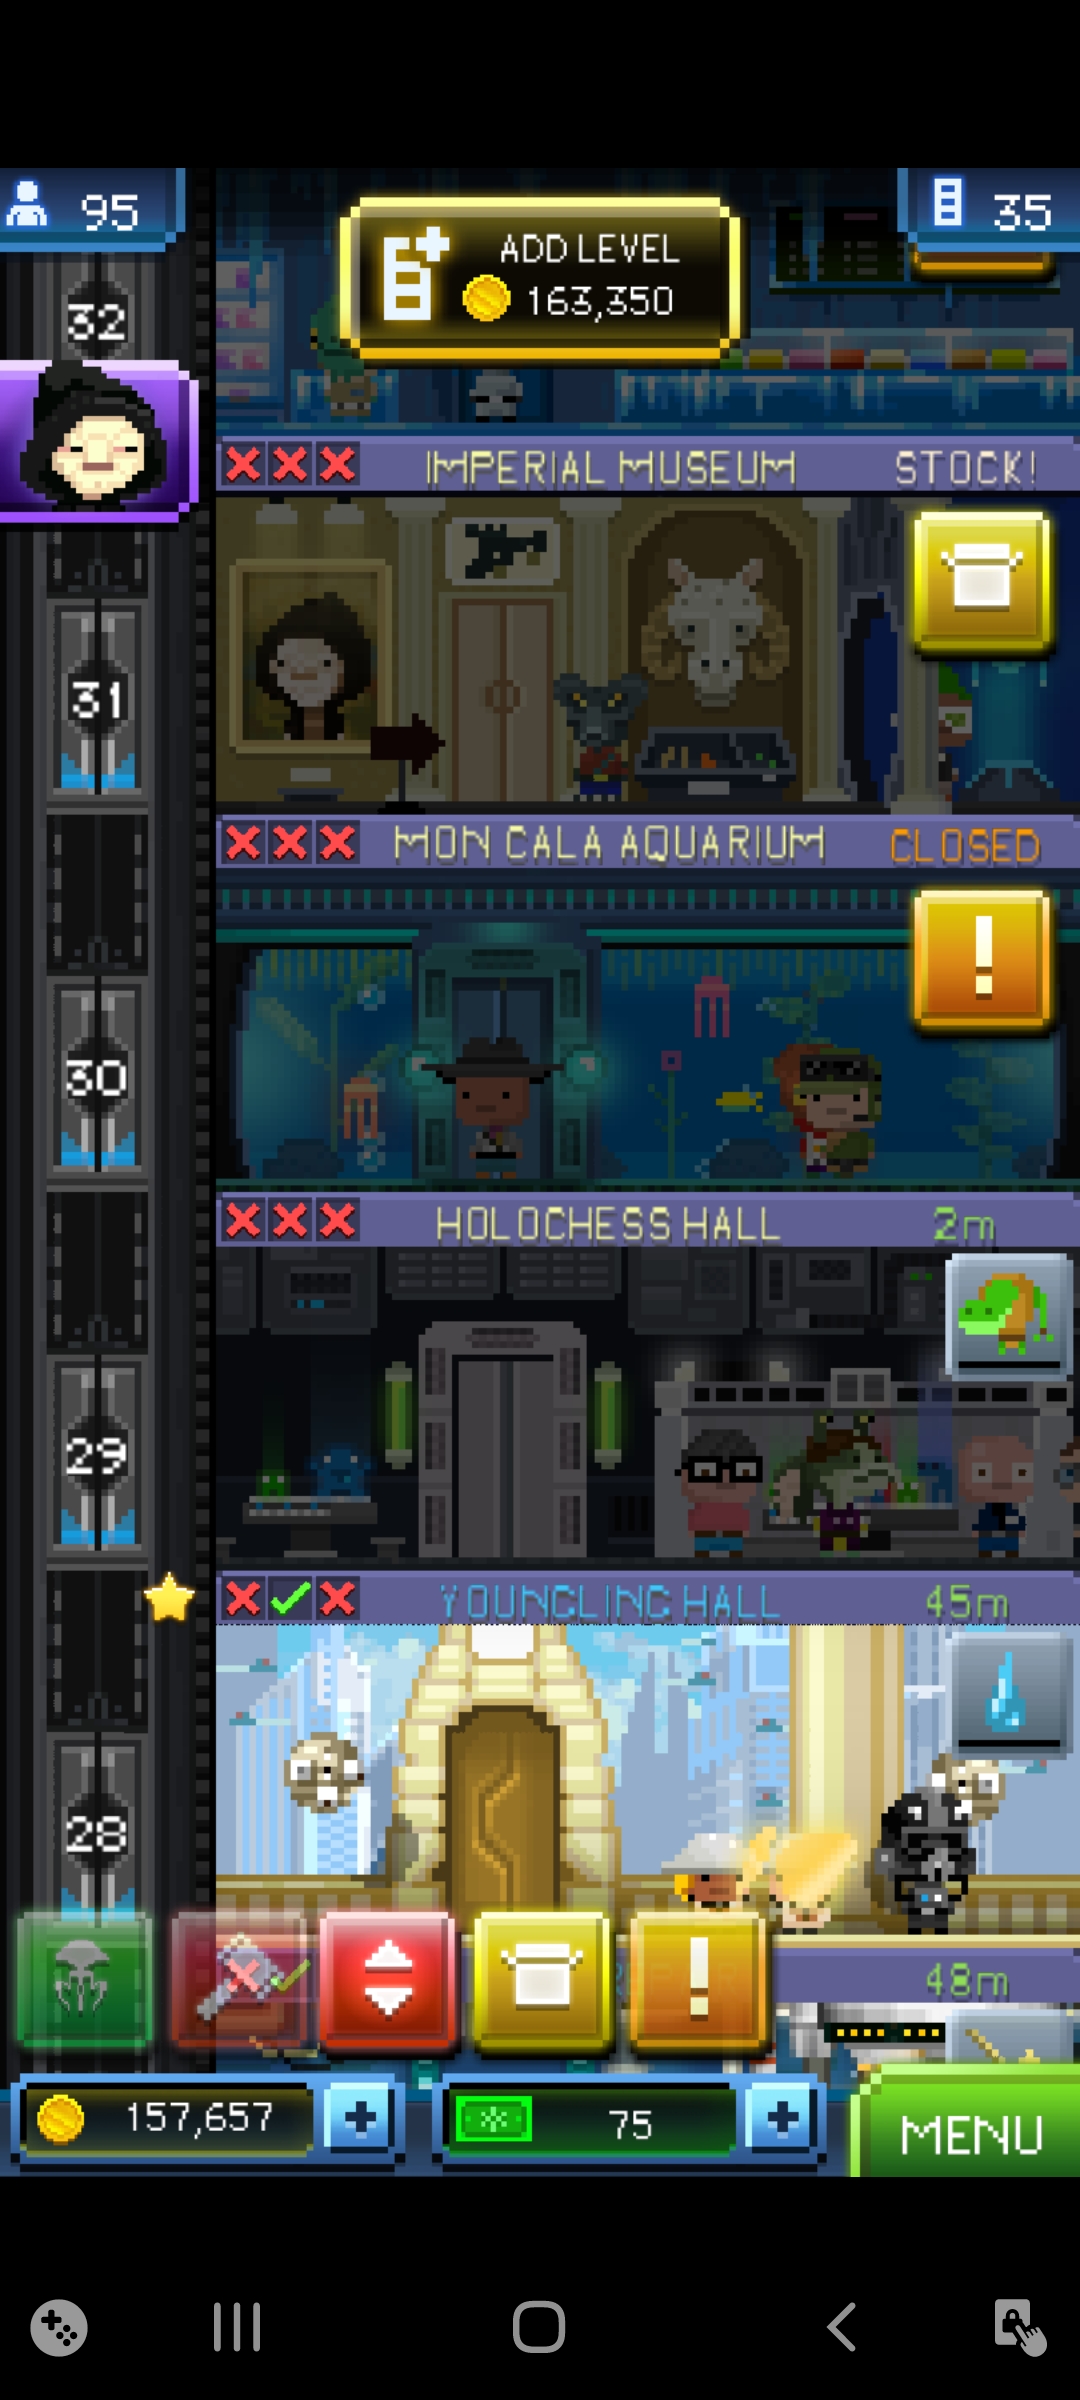 95
35
ADD LEVEL
163,350
32
IMPERIAL MUSEUM STOCK!
31
MON CALA AQUARIUM CLOSED
30
HOLOCHESS HALL 2m
29
YOUNGLING HALL 45m
28
48m
157,657
75
MENU